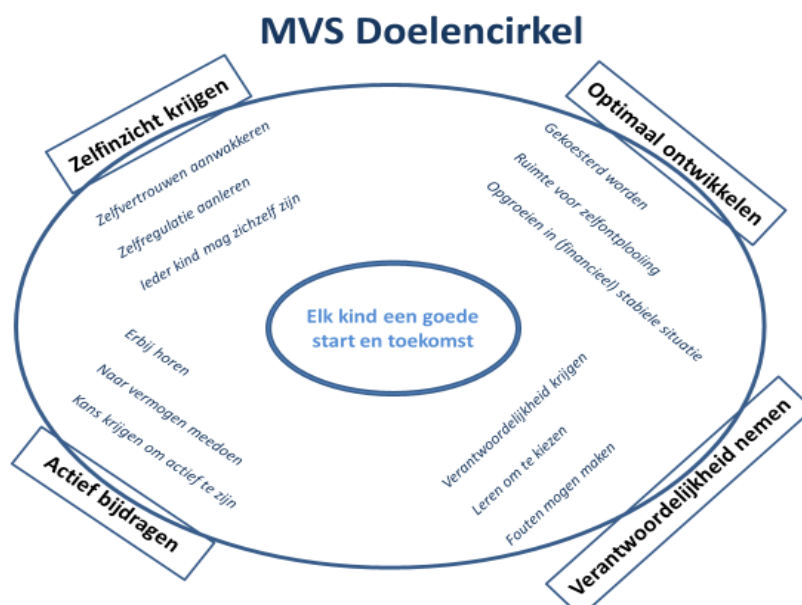 MVS Doelencirkel
Zelfinzicht krijgen
Zelfvertrouwen aanwakkeren
Zelfregulatie aanleren
Ieder kind mag zichzelf zijn
Optimaal ontwikkelen
Gekoesterd worden
Ruimte voor zelfontplooiing
Opgroeien in (financieel) stabiele situatie
Elk kind een goede
start en toekomst
Erbij horen
Naar vermogen meedoen
Kans krijgen om actief te zijn
Actief bijdragen
Verantwoordelijkheid krijgen
Leren om te kiezen
Fouten mogen maken
Verantwoordelijkheid nemen